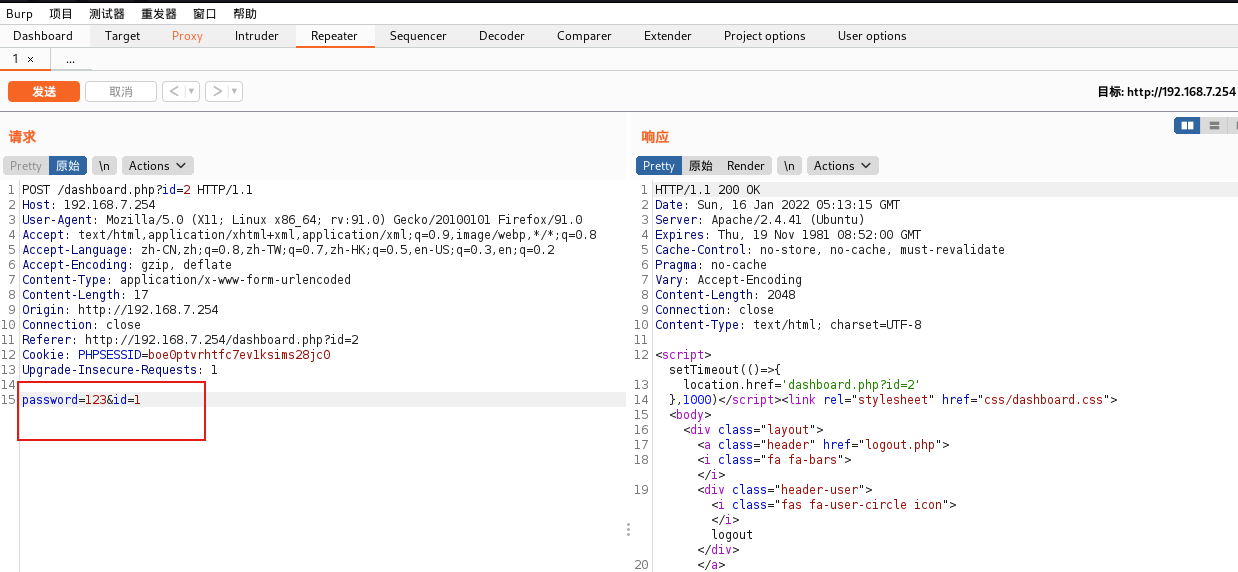 Burp 项目 测试器 重发器 窗口 帮助
Dashboard Target Proxy Intruder Repeater Sequencer Decoder Comparer Extender Project options User options
1 × ...
发送 取消 < ▾ > ▾ 目标: http://192.168.7.254
请求
Pretty 原始 \n Actions
1 POST /dashboard.php?id=2 HTTP/1.1
2 Host: 192.168.7.254
3 User-Agent: Mozilla/5.0 (X11; Linux x86_64; rv:91.0) Gecko/20100101 Firefox/91.0
4 Accept: text/html,application/xhtml+xml,application/xml;q=0.9,image/webp,*/*;q=0.8
5 Accept-Language: zh-CN,zh;q=0.8,zh-TW;q=0.7,zh-HK;q=0.5,en-US;q=0.3,en;q=0.2
6 Accept-Encoding: gzip, deflate
7 Content-Type: application/x-www-form-urlencoded
8 Content-Length: 17
9 Origin: http://192.168.7.254
10 Connection: close
11 Referer: http://192.168.7.254/dashboard.php?id=2
12 Cookie: PHPSESSID=boe0ptvrhtfc7ev1ksims28jc0
13 Upgrade-Insecure-Requests: 1
14
15 password=123&id=1
响应
Pretty 原始 Render \n Actions
1 HTTP/1.1 200 OK
2 Date: Sun, 16 Jan 2022 05:13:15 GMT
3 Server: Apache/2.4.41 (Ubuntu)
4 Expires: Thu, 19 Nov 1981 08:52:00 GMT
5 Cache-Control: no-store, no-cache, must-revalidate
6 Pragma: no-cache
7 Vary: Accept-Encoding
8 Content-Length: 2048
9 Connection: close
10 Content-Type: text/html; charset=UTF-8
11
12 <script>
setTimeout(()=>{
13 location.href='dashboard.php?id=2'
14 },1000)</script><link rel="stylesheet" href="css/dashboard.css">
15 <body>
16 <div class="layout">
17 <a class="header" href="logout.php">
18 <i class="fa fa-bars">
</i>
19 <div class="header-user">
<i class="fas fa-user-circle icon">
</i>
logout
</div>
20 </a>